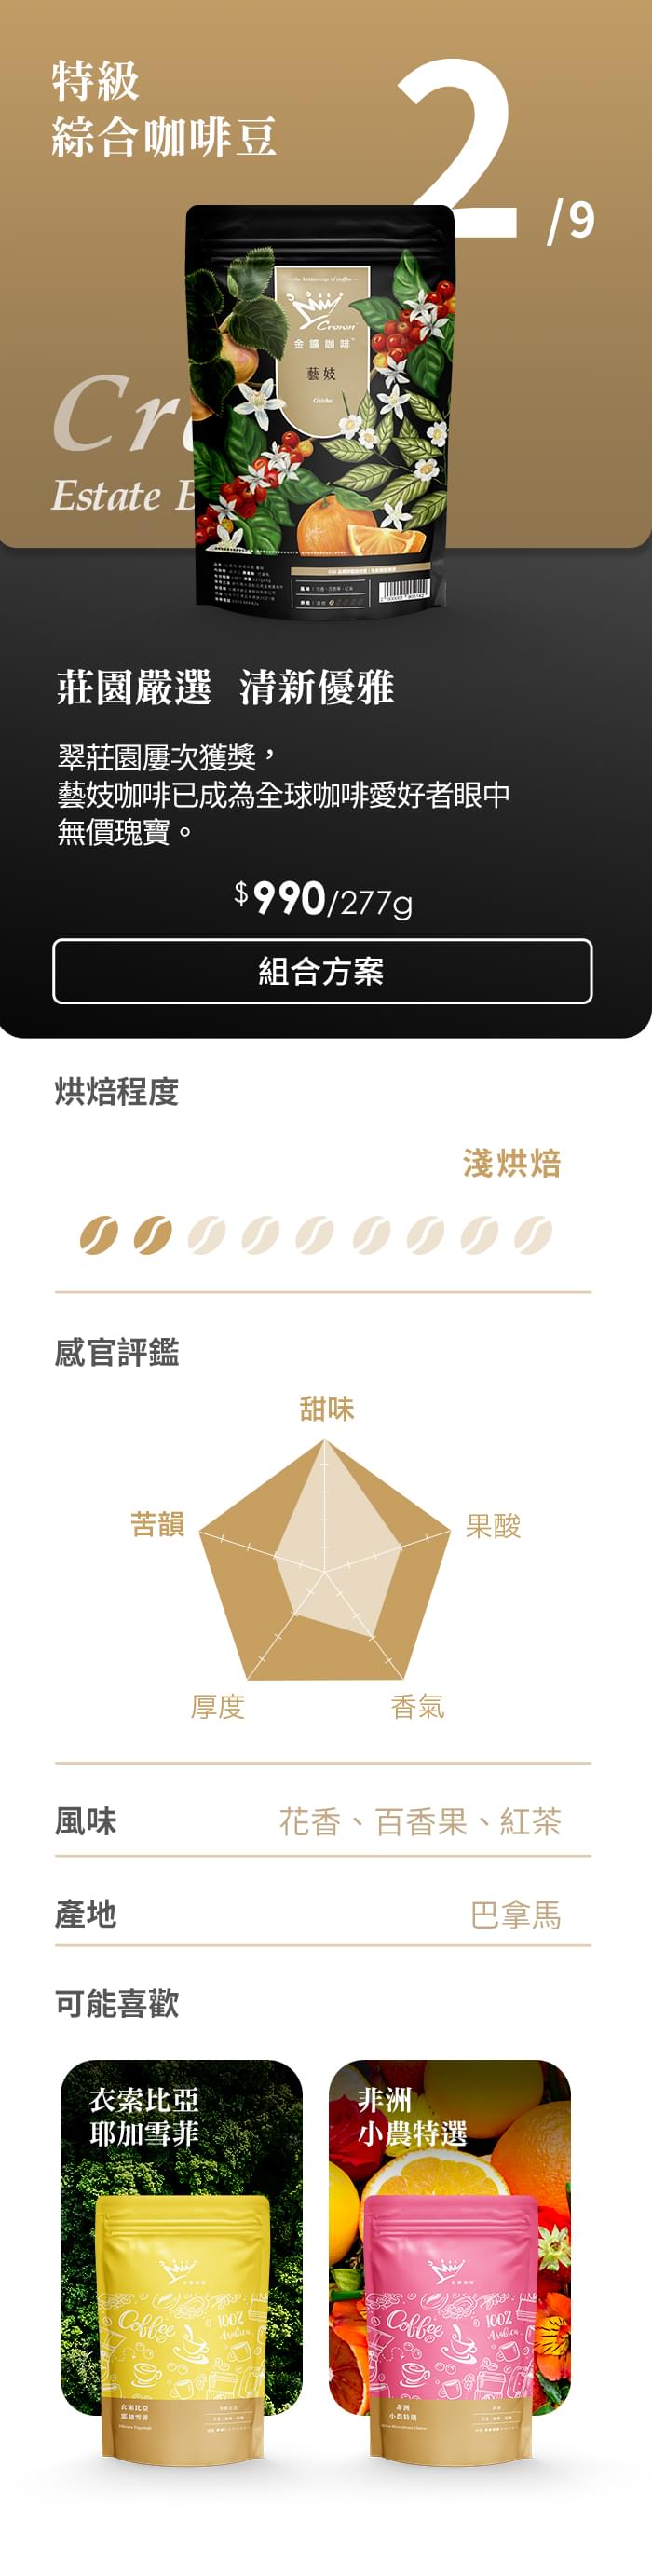 特級
綜合咖啡豆
2
/9
the better cup of coffee
Crown
金鑛咖啡
藝妓
Geisha
Cr
Estate
莊園嚴選 清新優雅
翠莊園屢次獲獎,
藝妓咖啡已成為全球咖啡愛好者眼中
無價瑰寶。
$990/277g
組合方案
烘焙程度
淺烘焙
感官評鑑
甜味
苦韻
果酸
厚度
香氣
風味 花香、百香果、紅茶
產地 巴拿馬
可能喜歡
衣索比亞
耶加雪菲
非洲
小農特選
Coffee
100%
Arabica
衣索比亞
耶加雪菲
Coffee
100%
Arabica
非洲
小農特選